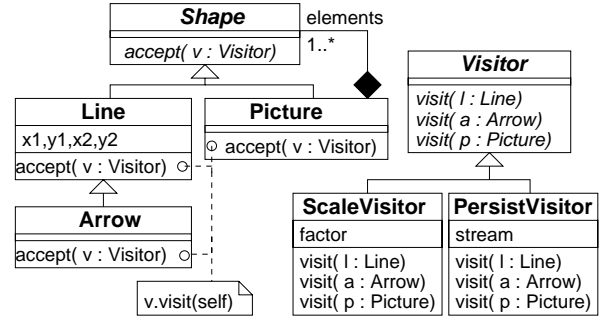 Shape
accept( v : Visitor)
elements
1..*
Line
x1,y1,x2,y2
accept( v : Visitor)
Picture
accept( v : Visitor)
Arrow
accept( v : Visitor)
v.visit(self)
Visitor
visit( l : Line)
visit( a : Arrow)
visit( p : Picture)
ScaleVisitor
factor
visit( l : Line)
visit( a : Arrow)
visit( p : Picture)
PersistVisitor
stream
visit( l : Line)
visit( a : Arrow)
visit( p : Picture)